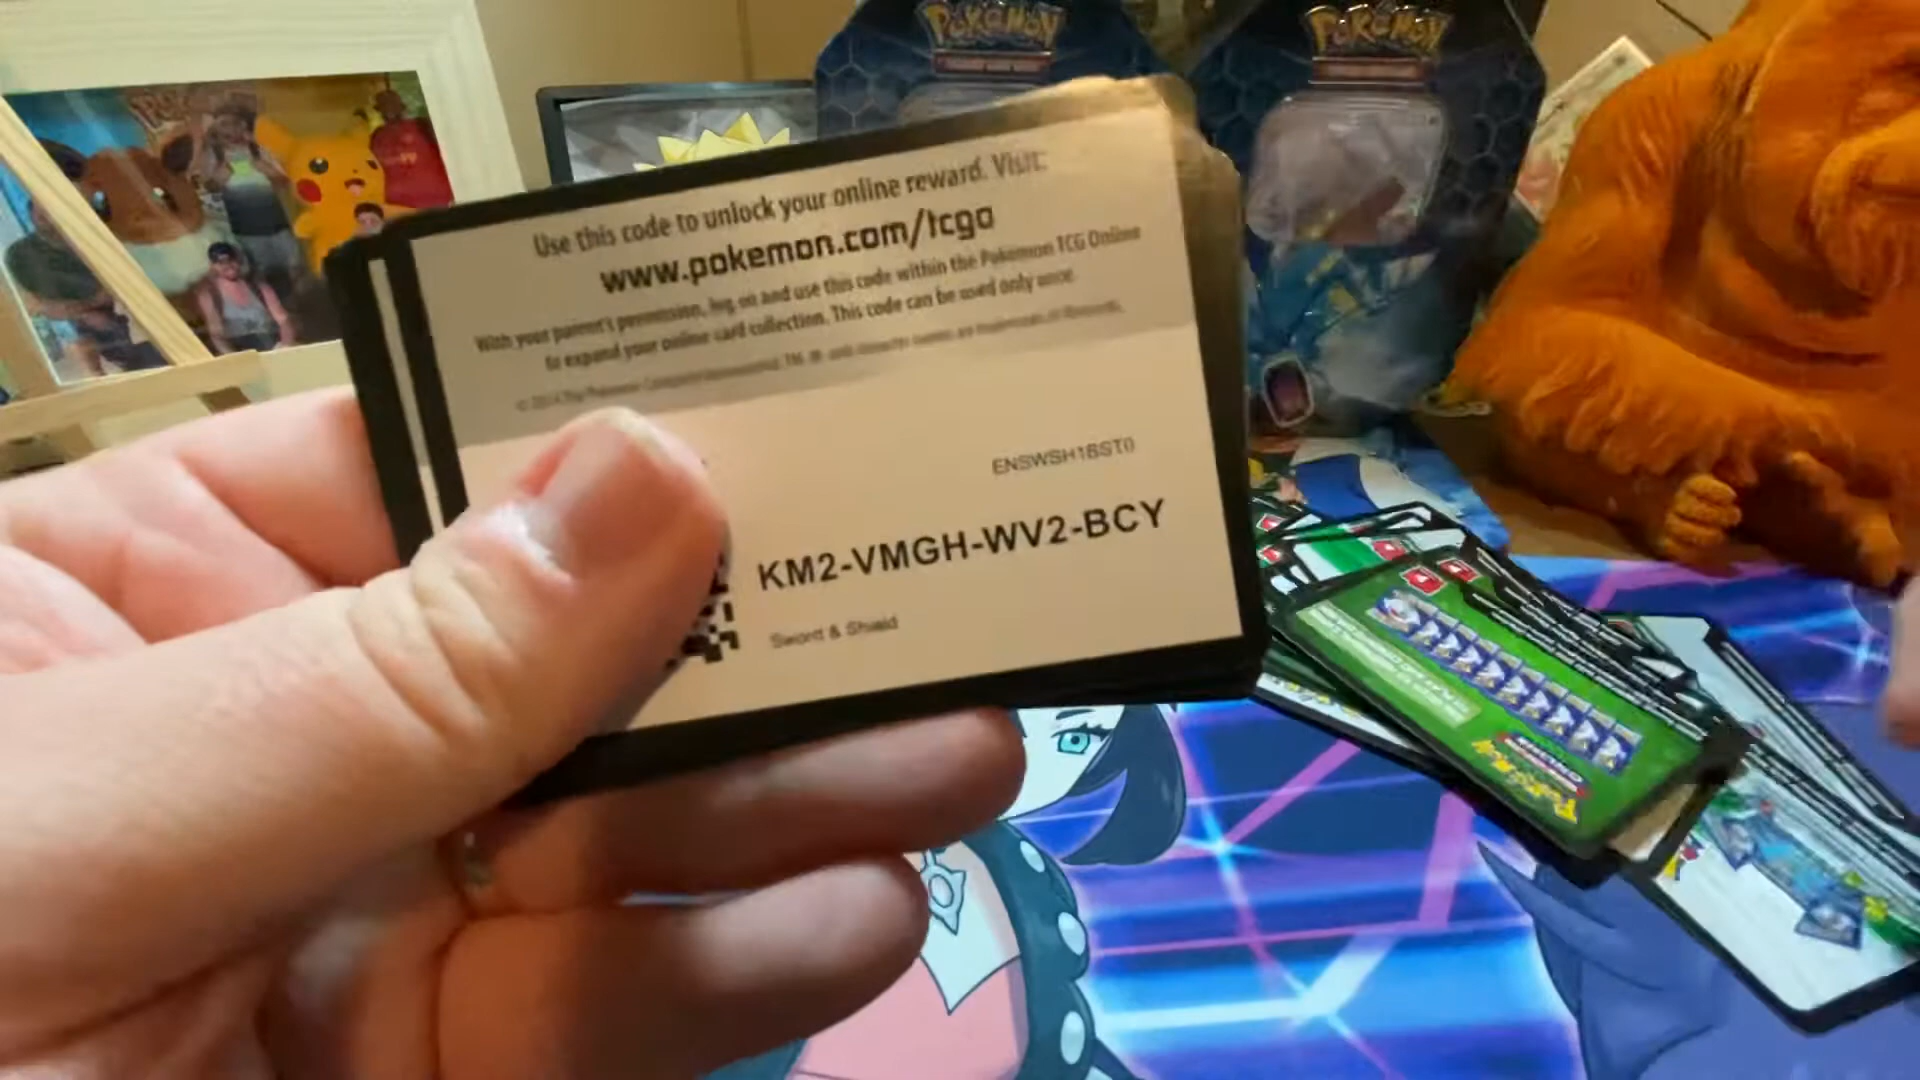 POKéMON
POKéMON
Use this code to unlock your online reward. Visit:
www.pokemon.com/tcgo
With your parent's permission, log on and use this code within the Pokémon TCG Online
to expand your online card collection. This code can be used only once.
ENSWSH1BST0
KM2-VMGH-WV2-BCY
Sword & Shield